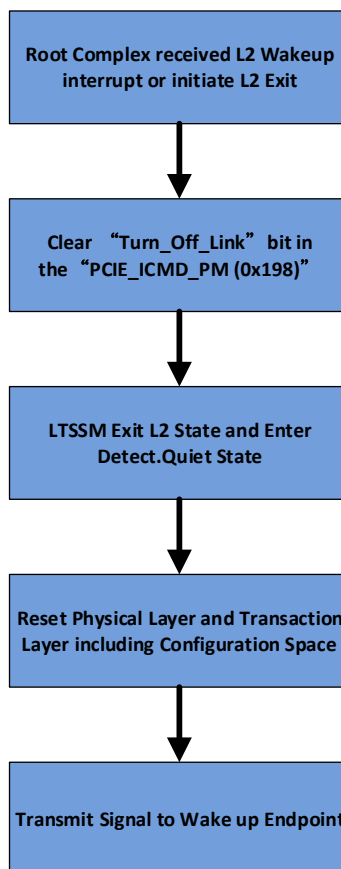 Root Complex received L2 Wakeup
interrupt or initiate L2 Exit
Clear “Turn_Off_Link” bit in
the “PCIE_ICMD_PM (0x198)”
LTSSM Exit L2 State and Enter
Detect.Quiet State
Reset Physical Layer and Transaction
Layer including Configuration Space
Transmit Signal to Wake up Endpoint